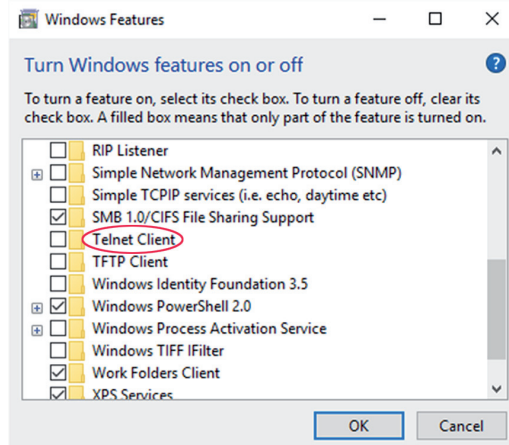 Windows Features
Turn Windows features on or off
To turn a feature on, select its check box. To turn a feature off, clear its
check box. A filled box means that only part of the feature is turned on.
RIP Listener
Simple Network Management Protocol (SNMP)
Simple TCPIP services (i.e. echo, daytime etc)
SMB 1.0/CIFS File Sharing Support
Telnet Client
TFTP Client
Windows Identity Foundation 3.5
Windows PowerShell 2.0
Windows Process Activation Service
Windows TIFF IFilter
Work Folders Client
XPS Services
OK
Cancel